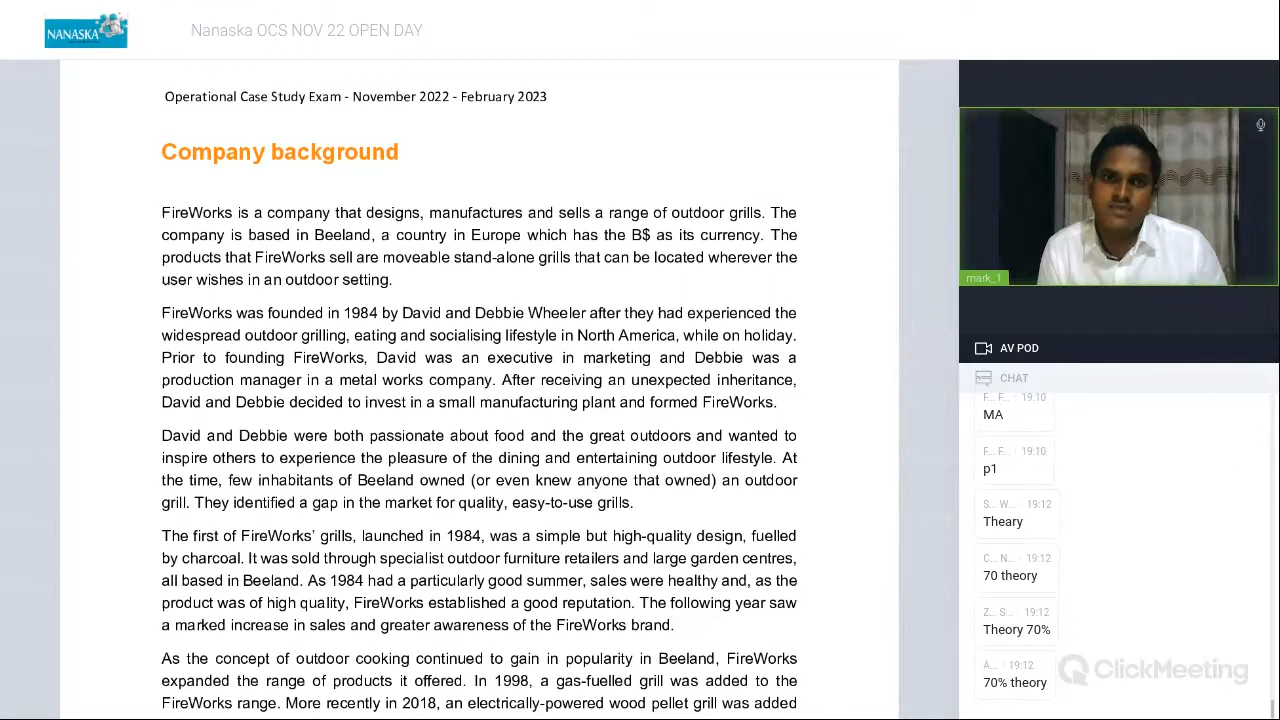 NANASKA
Nanaska OCS NOV 22 OPEN DAY
Operational Case Study Exam - November 2022 - February 2023
Company background
FireWorks is a company that designs, manufactures and sells a range of outdoor grills. The
company is based in Beeland, a country in Europe which has the B$ as its currency. The
products that FireWorks sell are moveable stand-alone grills that can be located wherever the
user wishes in an outdoor setting.
FireWorks was founded in 1984 by David and Debbie Wheeler after they had experienced the
widespread outdoor grilling, eating and socialising lifestyle in North America, while on holiday.
Prior to founding FireWorks, David was an executive in marketing and Debbie was a
production manager in a metal works company. After receiving an unexpected inheritance,
David and Debbie decided to invest in a small manufacturing plant and formed FireWorks.
David and Debbie were both passionate about food and the great outdoors and wanted to
inspire others to experience the pleasure of the dining and entertaining outdoor lifestyle. At
the time, few inhabitants of Beeland owned (or even knew anyone that owned) an outdoor
grill. They identified a gap in the market for quality, easy-to-use grills.
The first of FireWorks' grills, launched in 1984, was a simple but high-quality design, fuelled
by charcoal. It was sold through specialist outdoor furniture retailers and large garden centres,
all based in Beeland. As 1984 had a particularly good summer, sales were healthy and, as the
product was of high quality, FireWorks established a good reputation. The following year saw
a marked increase in sales and greater awareness of the FireWorks brand.
As the concept of outdoor cooking continued to gain in popularity in Beeland, FireWorks
expanded the range of products it offered. In 1998, a gas-fuelled grill was added to the
FireWorks range. More recently in 2018, an electrically-powered wood pellet grill was added
mark_1
AV POD
CHAT
F... F... 19:10
MA
F... F... 19:10
p1
S... W... 19:12
Theary
C... N... 19:12
70 theory
Z... S... 19:12
Theory 70%
A... 19:12
70% theory
ClickMeeting